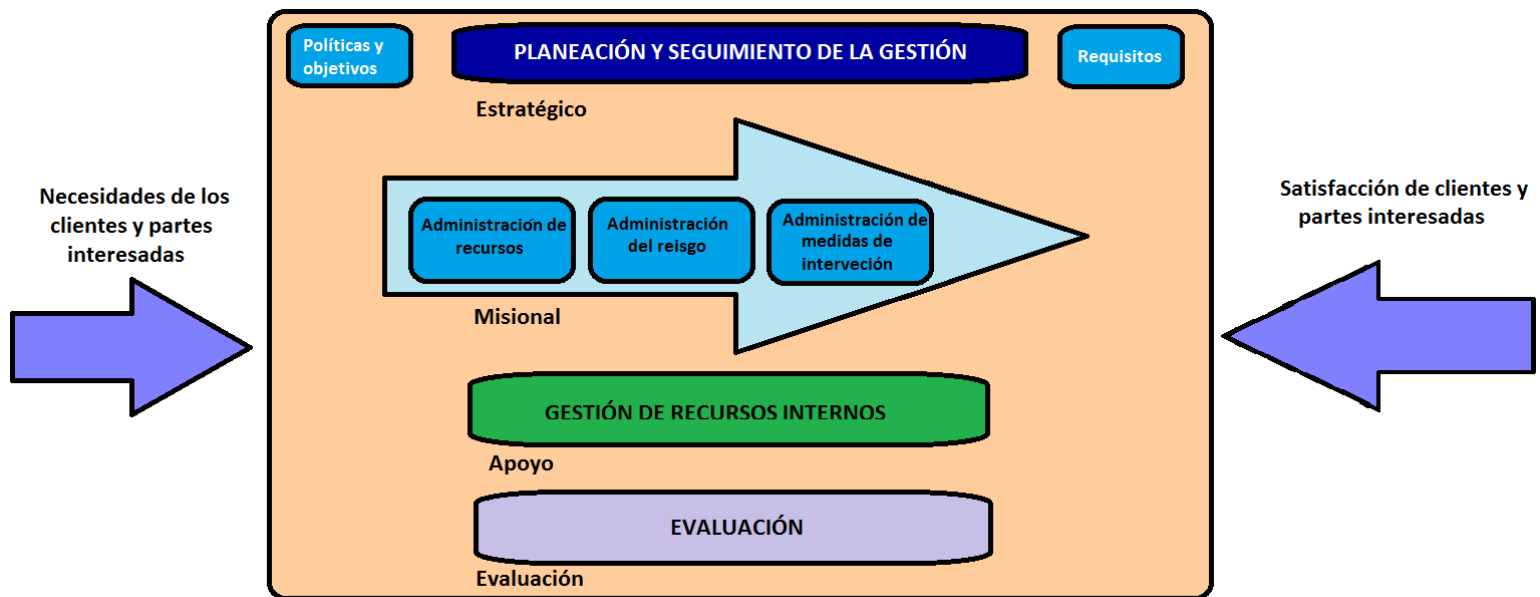 Políticas y
objetivos
PLANEACIÓN Y SEGUIMIENTO DE LA GESTIÓN
Requisitos
Estratégico
Necesidades de los
clientes y partes
interesadas
Administración de
recursos
Administración
del reisgo
Administración de
medidas de
interveción
Satisfacción de clientes y
partes interesadas
Misional
GESTIÓN DE RECURSOS INTERNOS
Apoyo
EVALUACIÓN
Evaluación